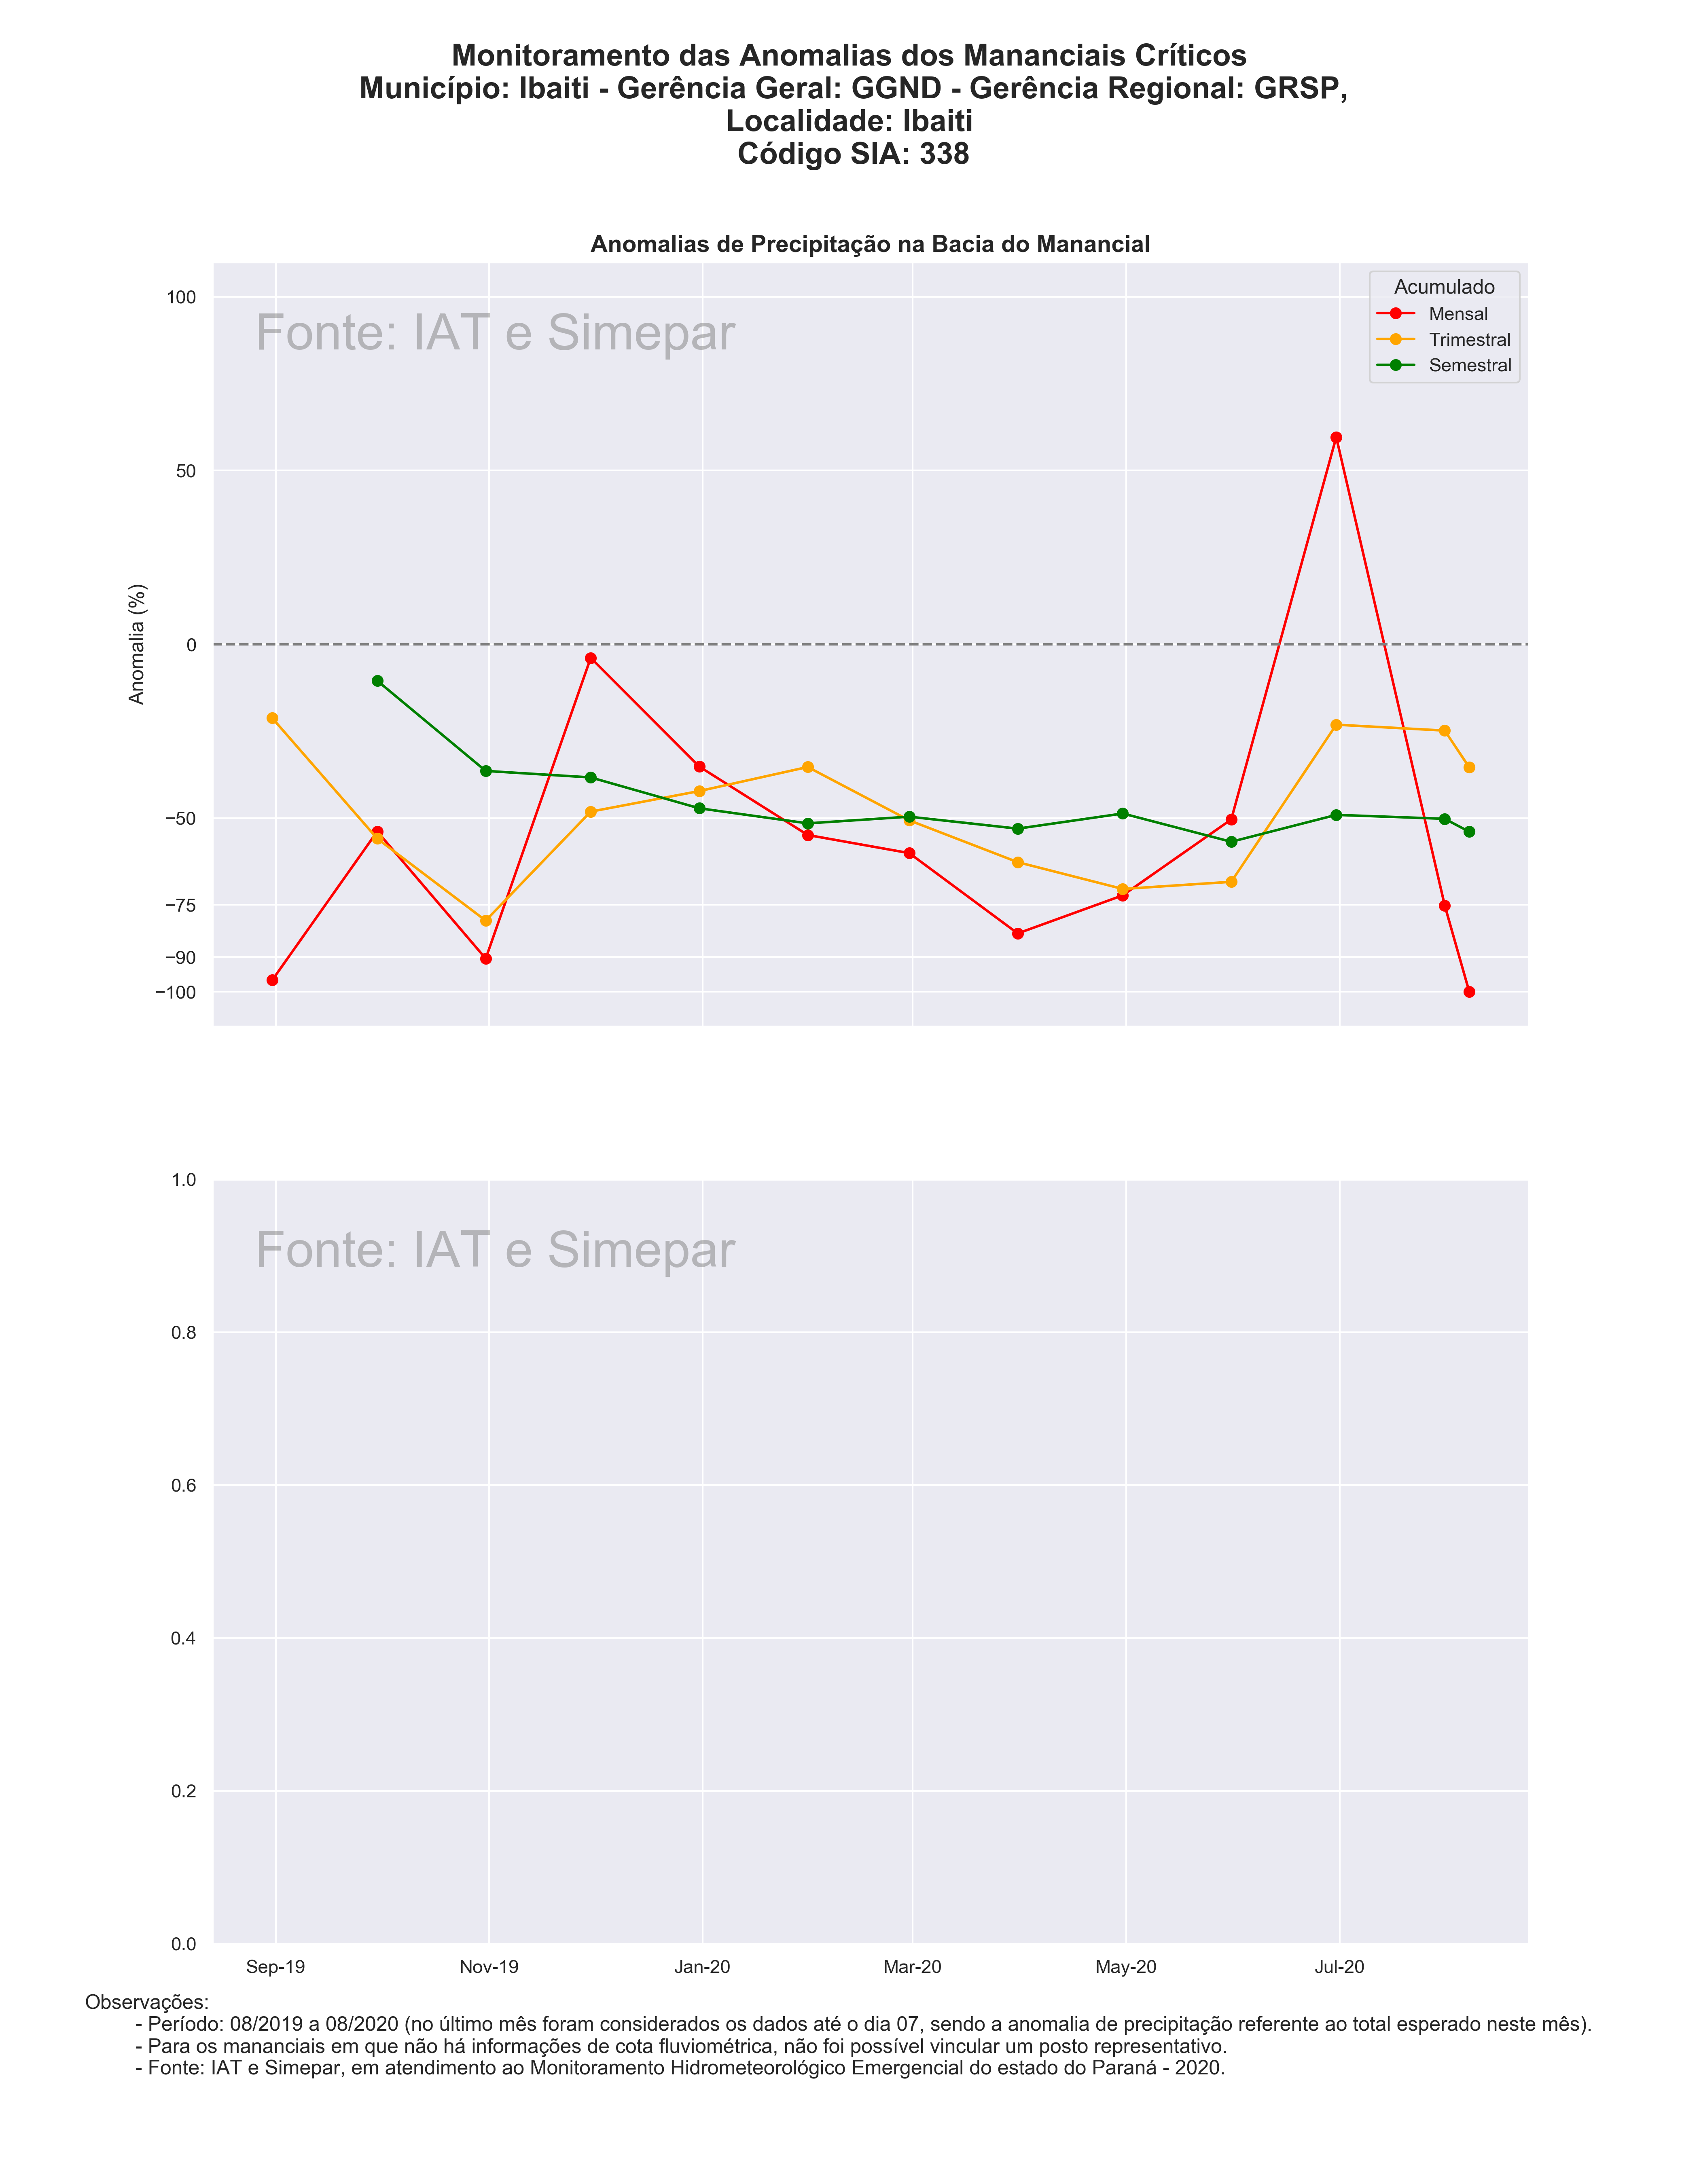 Monitoramento das Anomalias dos Mananciais Críticos
Município: Ibaiti - Gerência Geral: GGND - Gerência Regional: GRSP,
Localidade: Ibaiti
Código SIA: 338
Anomalias de Precipitação na Bacia do Manancial
Fonte: IAT e Simepar
Acumulado
Mensal
Trimestral
Semestral
Anomalia (%)
100
50
0
−50
−75
−90
−100
Fonte: IAT e Simepar
1.0
0.8
0.6
0.4
0.2
0.0
Sep-19 Nov-19 Jan-20 Mar-20 May-20 Jul-20
Observações:
- Período: 08/2019 a 08/2020 (no último mês foram considerados os dados até o dia 07, sendo a anomalia de precipitação referente ao total esperado neste mês).
- Para os mananciais em que não há informações de cota fluviométrica, não foi possível vincular um posto representativo.
- Fonte: IAT e Simepar, em atendimento ao Monitoramento Hidrometeorológico Emergencial do estado do Paraná - 2020.